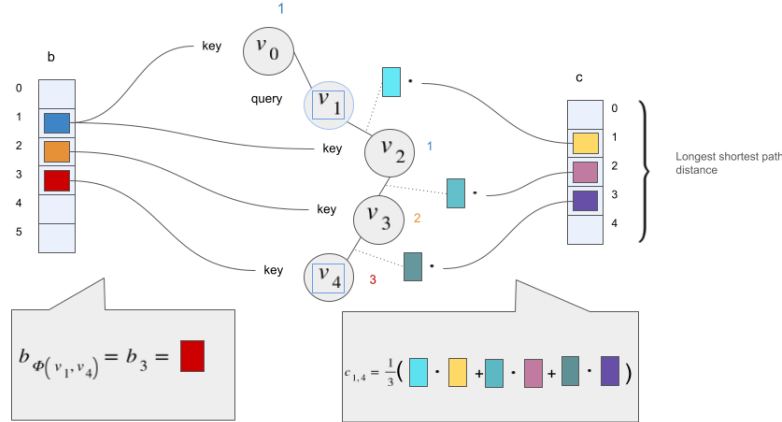 1
b
key
v0
query
v1
key
1
v2
key
v3
2
key
v4
3
0
1
2
3
4
5
c
0
1
2
3
4
Longest shortest path
distance
b Φ(v1, v4) = b3 =
c1,4 = 1/3 ( · + · + · )